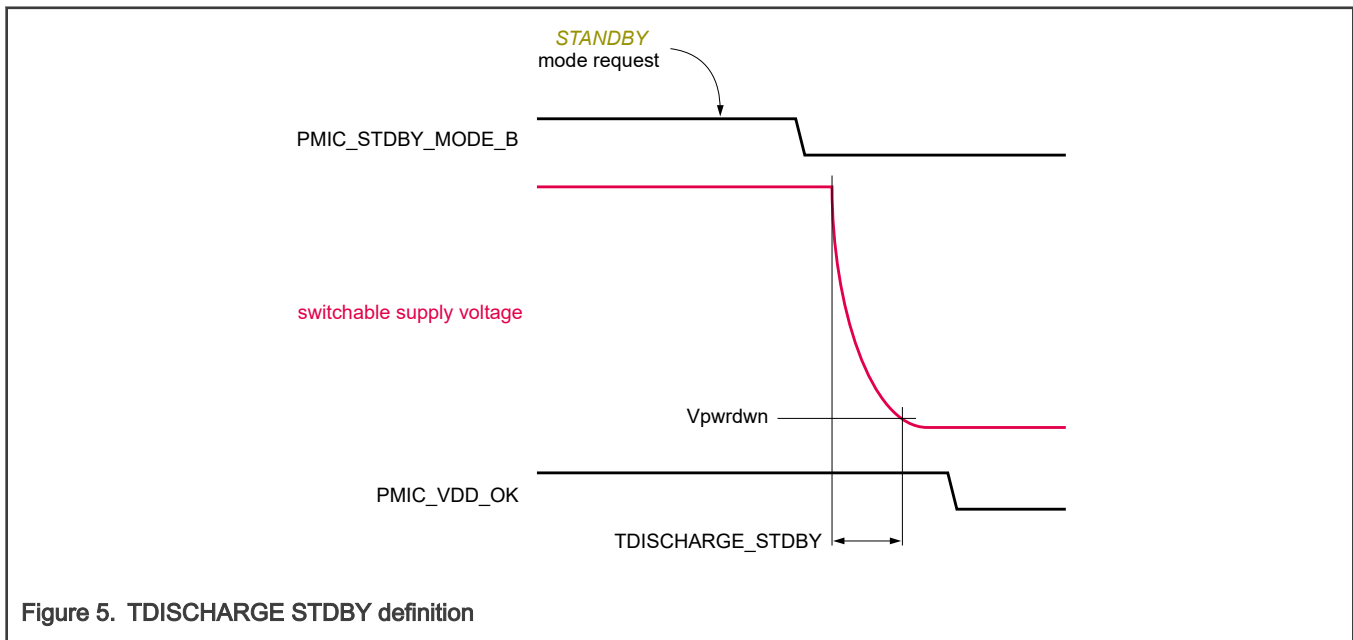 STANDBY
mode request
PMIC_STDBY_MODE_B
switchable supply voltage
Vpwrdwn
PMIC_VDD_OK
TDISCHARGE_STDBY
Figure 5. TDISCHARGE STDBY definition